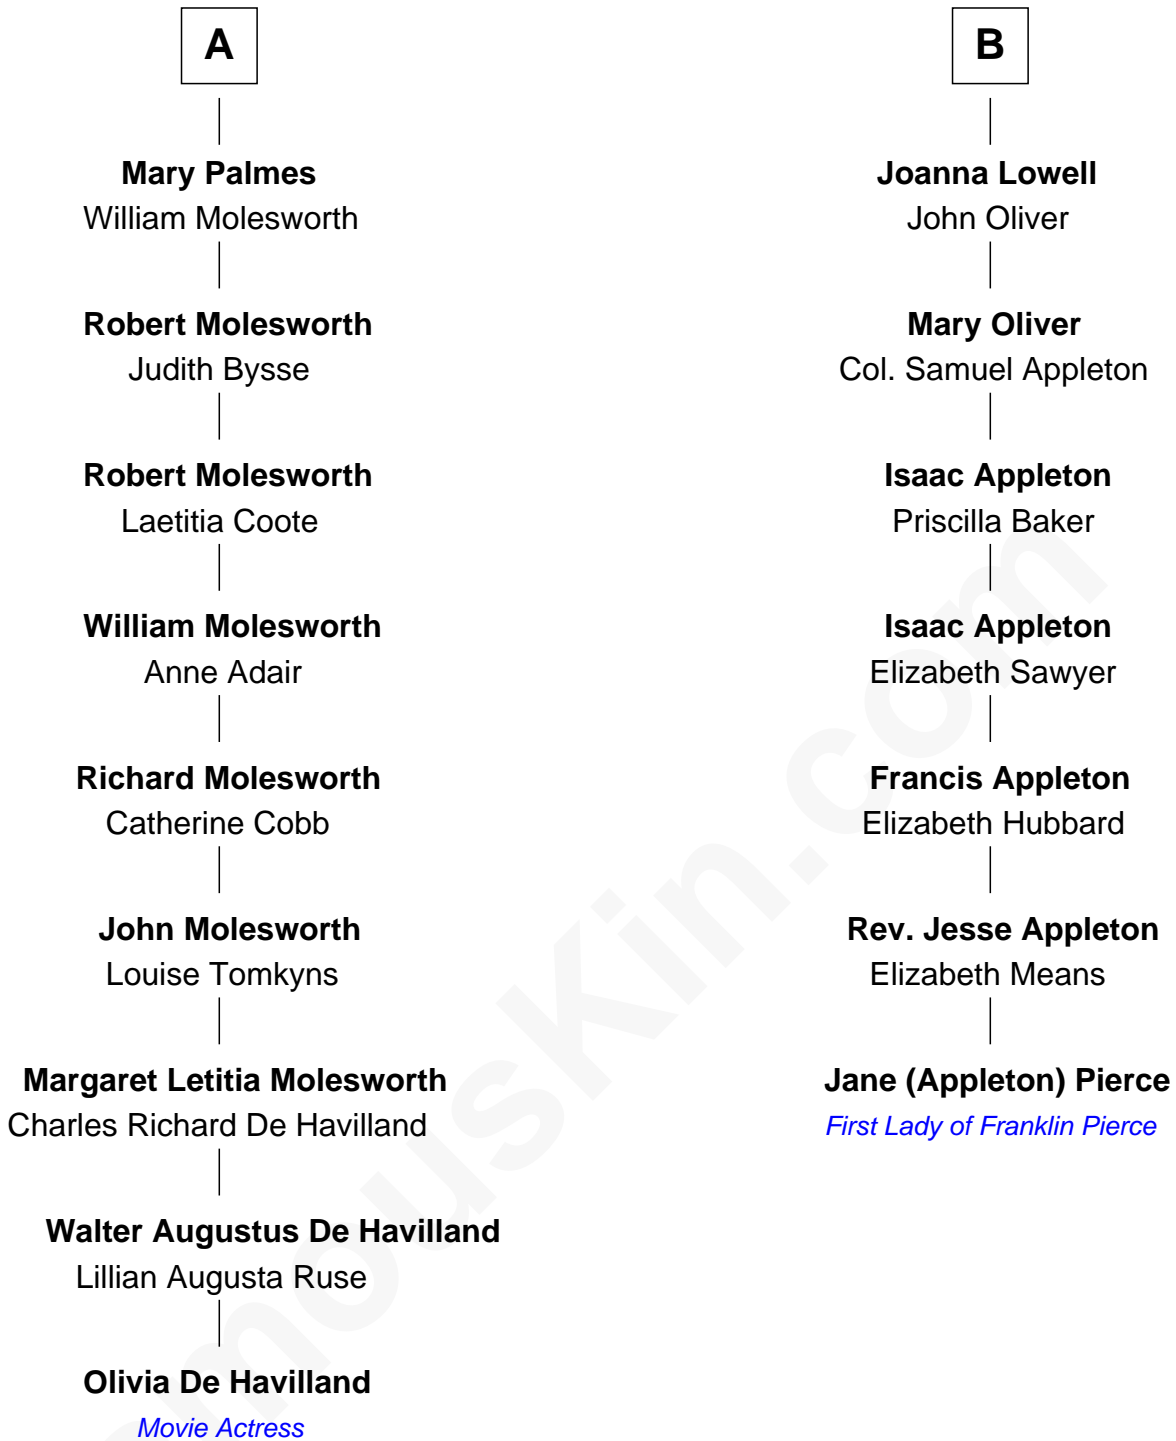 A
Mary Palmes
William Molesworth
Robert Molesworth
Judith Bysse
Robert Molesworth
Laetitia Coote
William Molesworth
Anne Adair
Richard Molesworth
Catherine Cobb
John Molesworth
Louise Tomkyns
Margaret Letitia Molesworth
Charles Richard De Havilland
Walter Augustus De Havilland
Lillian Augusta Ruse
Olivia De Havilland
Movie Actress
B
Joanna Lowell
John Oliver
Mary Oliver
Col. Samuel Appleton
Isaac Appleton
Priscilla Baker
Isaac Appleton
Elizabeth Sawyer
Francis Appleton
Elizabeth Hubbard
Rev. Jesse Appleton
Elizabeth Means
Jane (Appleton) Pierce
First Lady of Franklin Pierce